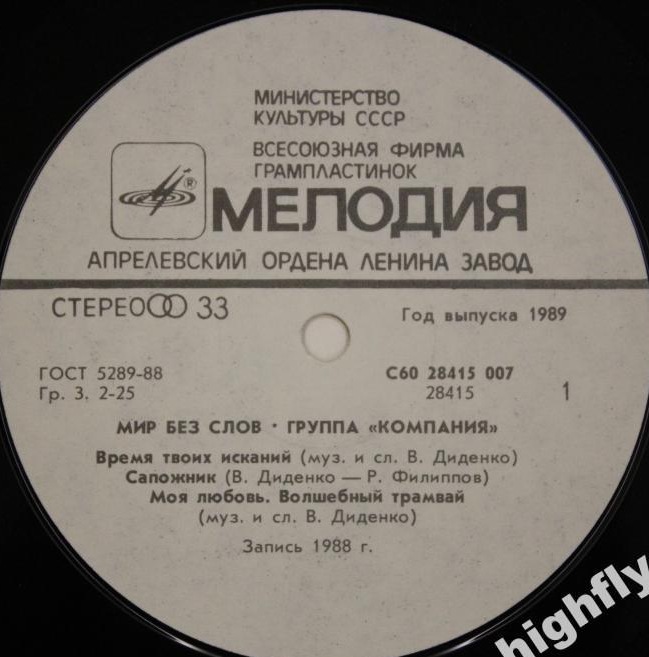 МИНИСТЕРСТВО
КУЛЬТУРЫ СССР
ВСЕСОЮЗНАЯ ФИРМА
ГРАМПЛАСТИНОК
®
МЕЛОДИЯ
АПРЕЛЕВСКИЙ ОРДЕНА ЛЕНИНА ЗАВОД
СТЕРЕО 33
Год выпуска 1989
ГОСТ 5289-88
С60 28415 007
Гр. 3. 2-25
28415
1
МИР БЕЗ СЛОВ · ГРУППА «КОМПАНИЯ»
Время твоих исканий (муз. и сл. В. Диденко)
Сапожник (В. Диденко — Р. Филиппов)
Моя любовь. Волшебный трамвай
(муз. и сл. В. Диденко)
Запись 1988 г.
highfly